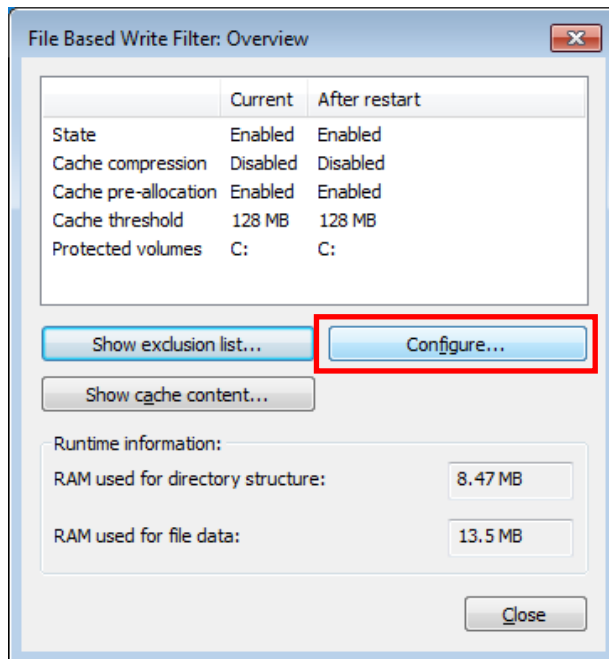 File Based Write Filter: Overview
Current After restart
State Enabled Enabled
Cache compression Disabled Disabled
Cache pre-allocation Enabled Enabled
Cache threshold 128 MB 128 MB
Protected volumes C: C:
Show exclusion list... Configure...
Show cache content...
Runtime information:
RAM used for directory structure: 8.47 MB
RAM used for file data: 13.5 MB
Close